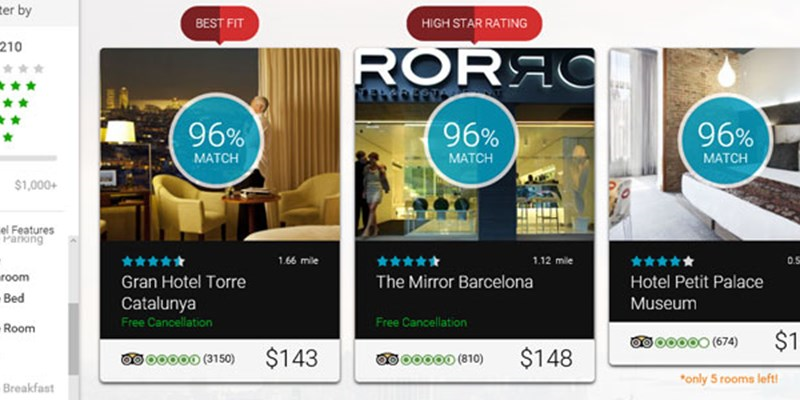 ter by
210
$1,000+
el Features
Parking
room
Bed
Room
Breakfast
BEST FIT
96%
MATCH
1.66 mile
Gran Hotel Torre
Catalunya
Free Cancellation
(3150)
$143
HIGH STAR RATING
ROR
96%
MATCH
1.12 mile
The Mirror Barcelona
Free Cancellation
(810)
$148
96%
MATCH
0.5
Hotel Petit Palace
Museum
(674)
$1
*only 5 rooms left!